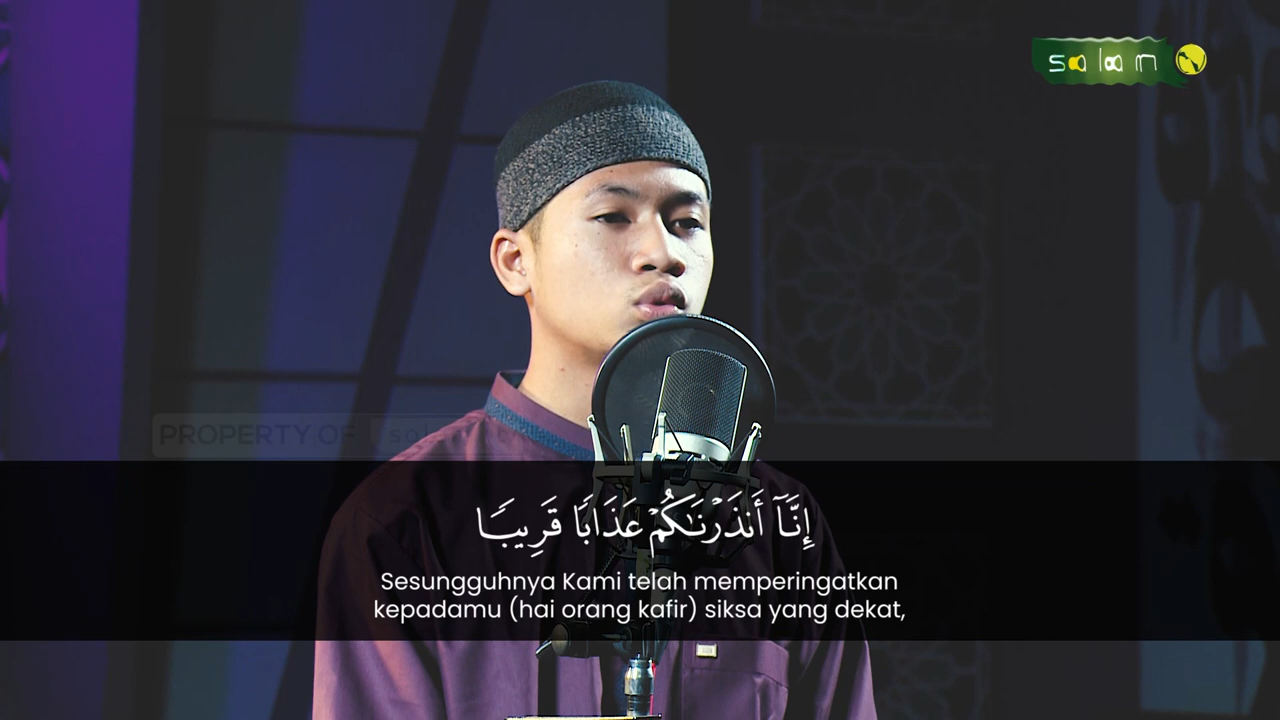 salam
PROPERTY OF
إِنَّآ أَنذَرْنَـٰكُمْ عَذَابًا قَرِيبًا
Sesungguhnya Kami telah memperingatkan
kepadamu (hai orang kafir) siksa yang dekat,